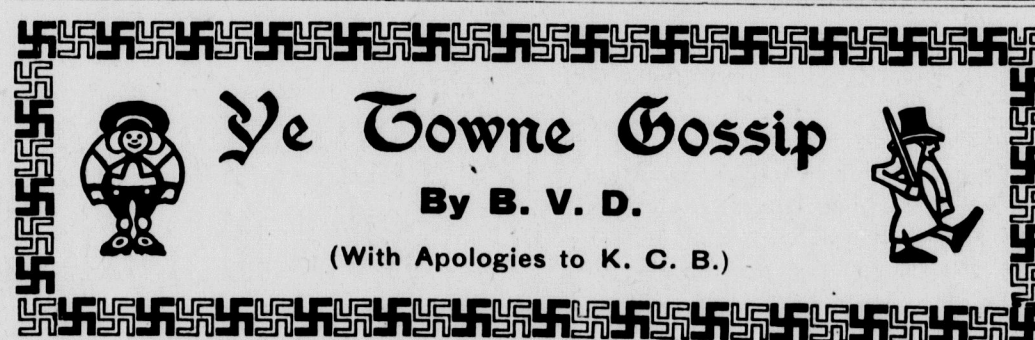 Ye Towne Gossip
By B. V. D.
(With Apologies to K. C. B.)